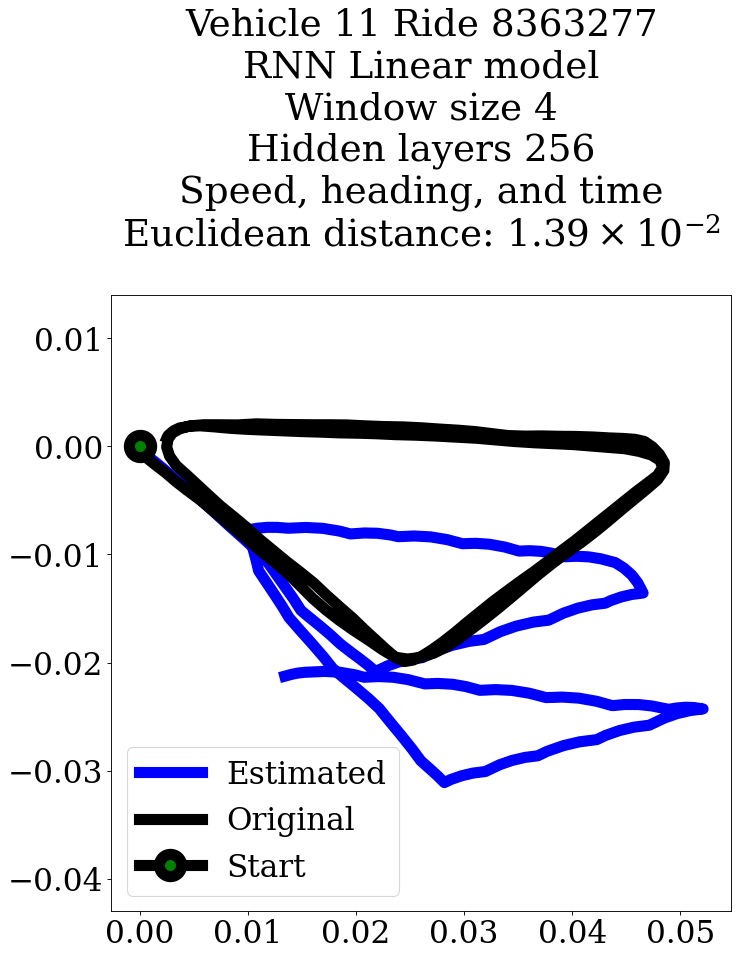 Vehicle 11 Ride 8363277
RNN Linear model
Window size 4
Hidden layers 256
Speed, heading, and time
Euclidean distance: 1.39 × 10⁻²
0.01
0.00
−0.01
−0.02
−0.03
−0.04
Estimated
Original
Start
0.00 0.01 0.02 0.03 0.04 0.05